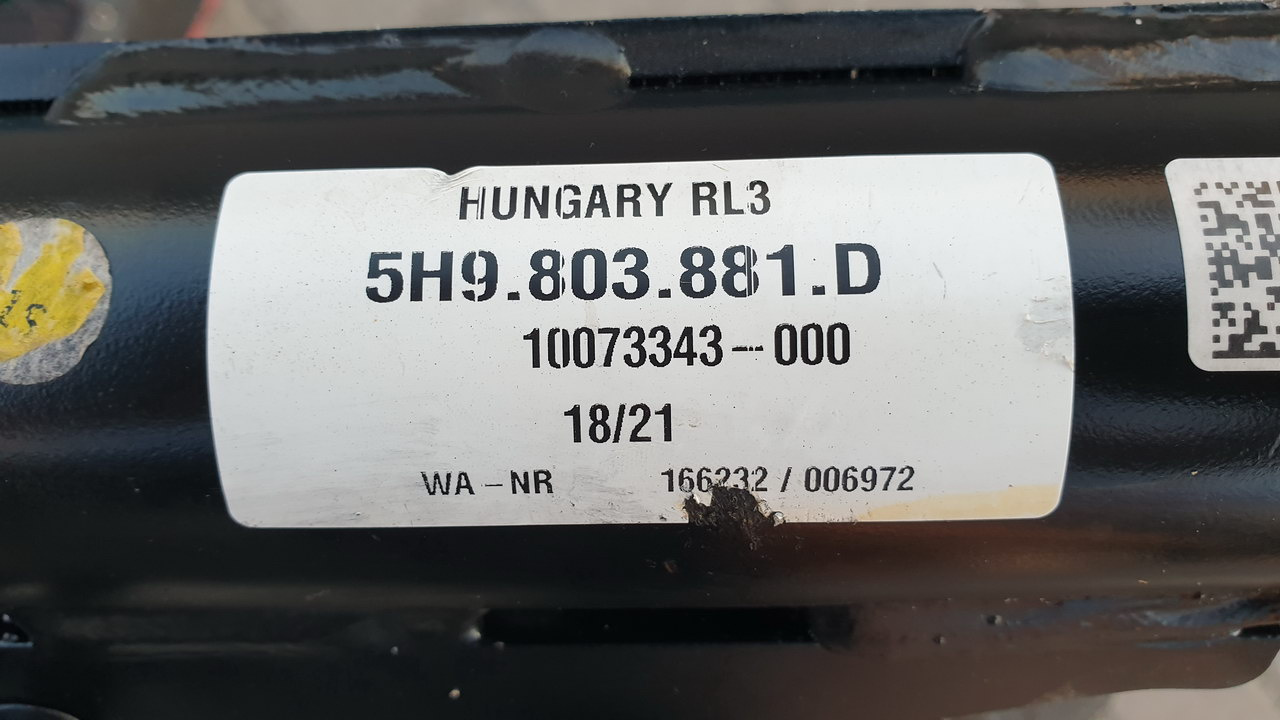 HUNGARY RL3
5H9.803.881.D
10073343---000
18/21
WA-NR 166232 / 006972